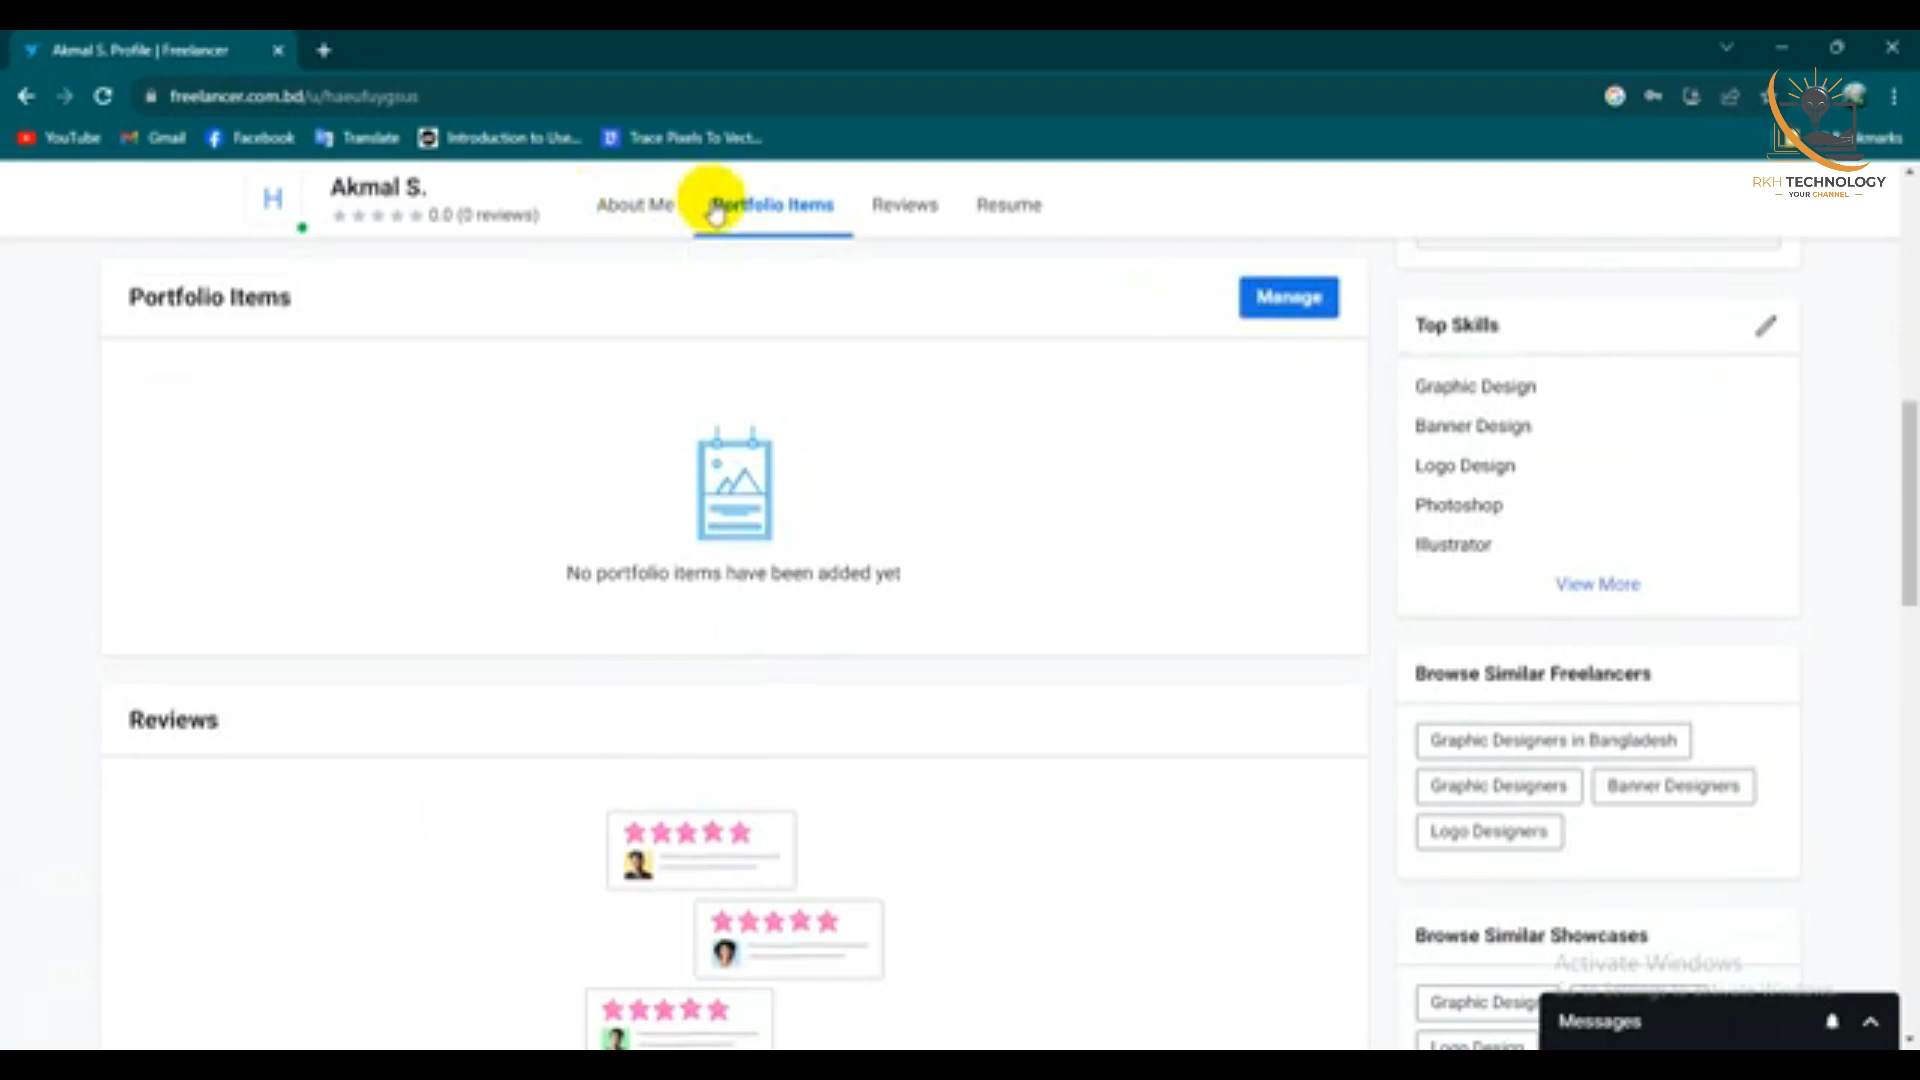 Akmal S. Profile | Freelancer
freelancer.com.bd/u/haeufuygsus
YouTube
Gmail
Facebook
Translate
Introduction to Use...
Trace Pixels To Vect...
RKH TECHNOLOGY
— YOUR CHANNEL —
H
Akmal S.
0.0 (0 reviews)
About Me
Portfolio Items
Reviews
Resume
Portfolio Items
Manage
No portfolio items have been added yet
Reviews
Top Skills
Graphic Design
Banner Design
Logo Design
Photoshop
Illustrator
View More
Browse Similar Freelancers
Graphic Designers in Bangladesh
Graphic Designers
Banner Designers
Logo Designers
Browse Similar Showcases
Activate Windows
Messages